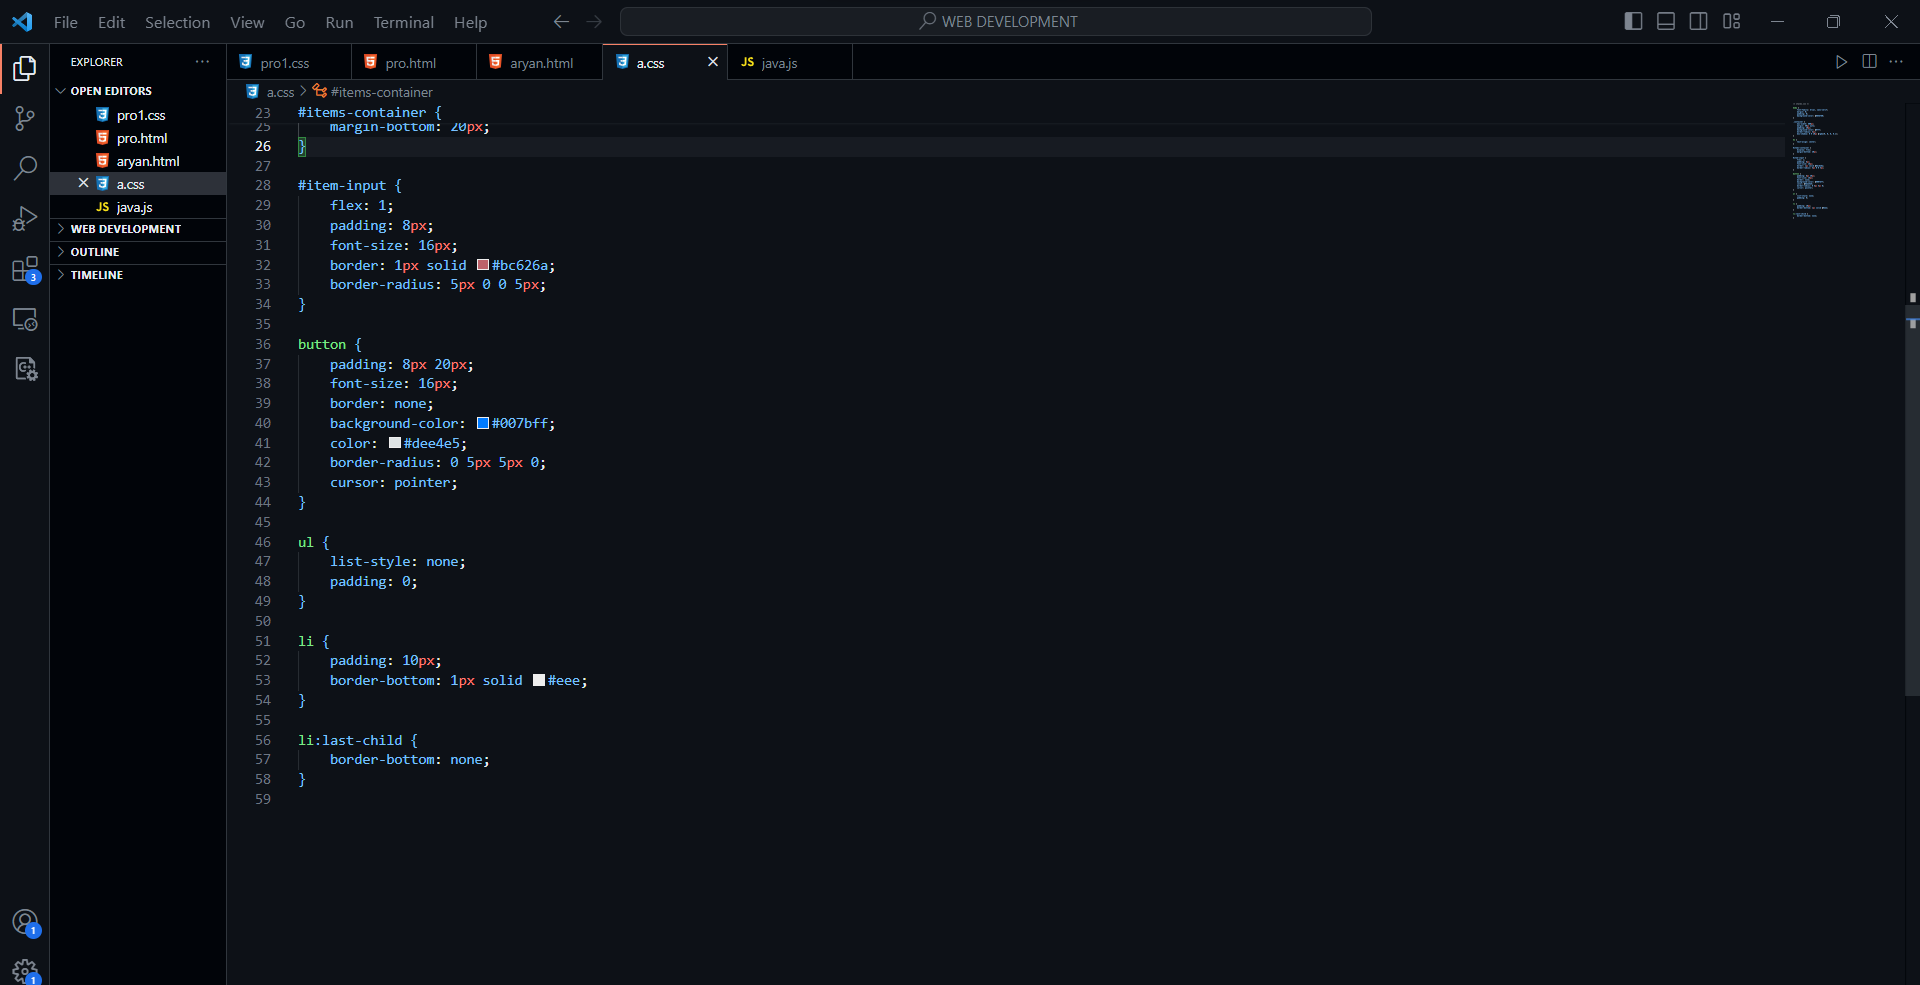 File Edit Selection View Go Run Terminal Help
WEB DEVELOPMENT
EXPLORER
OPEN EDITORS
pro1.css
pro.html
aryan.html
a.css
JS java.js
WEB DEVELOPMENT
OUTLINE
TIMELINE
3
1
1
pro1.css pro.html aryan.html a.css JS java.js
a.css > #items-container
23 #items-container {
25 margin-bottom: 20px;
26 }
27
28 #item-input {
29 flex: 1;
30 padding: 8px;
31 font-size: 16px;
32 border: 1px solid #bc626a;
33 border-radius: 5px 0 0 5px;
34 }
35
36 button {
37 padding: 8px 20px;
38 font-size: 16px;
39 border: none;
40 background-color: #007bff;
41 color: #dee4e5;
42 border-radius: 0 5px 5px 0;
43 cursor: pointer;
44 }
45
46 ul {
47 list-style: none;
48 padding: 0;
49 }
50
51 li {
52 padding: 10px;
53 border-bottom: 1px solid #eee;
54 }
55
56 li:last-child {
57 border-bottom: none;
58 }
59